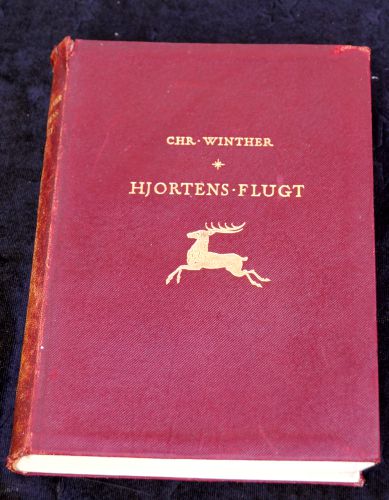 CHR · WINTHER
HJORTENS · FLUGT